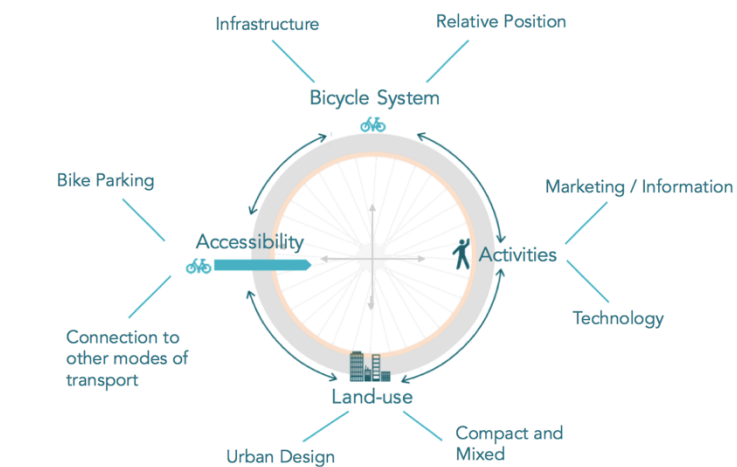 Infrastructure
Relative Position
Bicycle System
Bike Parking
Marketing / Information
Accessibility
Activities
Technology
Connection to
other modes of
transport
Land-use
Urban Design
Compact and
Mixed